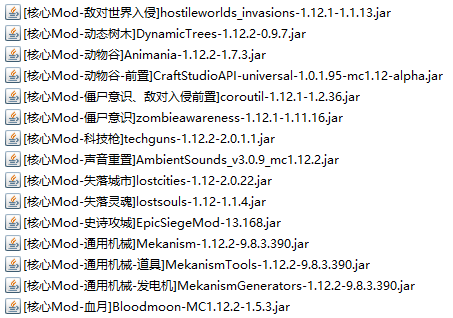 [核心Mod-敌对世界入侵]hostileworlds_invasions-1.12.1-1.1.13.jar
[核心Mod-动态树木]DynamicTrees-1.12.2-0.9.7.jar
[核心Mod-动物谷]Animania-1.12.2-1.7.3.jar
[核心Mod-动物谷-前置]CraftStudioAPI-universal-1.0.1.95-mc1.12-alpha.jar
[核心Mod-僵尸意识、敌对入侵前置]coroutil-1.12.1-1.2.36.jar
[核心Mod-僵尸意识]zombieawareness-1.12.1-1.11.16.jar
[核心Mod-科技枪]techguns-1.12.2-2.0.1.1.jar
[核心Mod-声音重置]AmbientSounds_v3.0.9_mc1.12.2.jar
[核心Mod-失落城市]lostcities-1.12-2.0.22.jar
[核心Mod-失落灵魂]lostsouls-1.12-1.1.4.jar
[核心Mod-史诗攻城]EpicSiegeMod-13.168.jar
[核心Mod-通用机械]Mekanism-1.12.2-9.8.3.390.jar
[核心Mod-通用机械-道具]MekanismTools-1.12.2-9.8.3.390.jar
[核心Mod-通用机械-发电机]MekanismGenerators-1.12.2-9.8.3.390.jar
[核心Mod-血月]Bloodmoon-MC1.12.2-1.5.3.jar